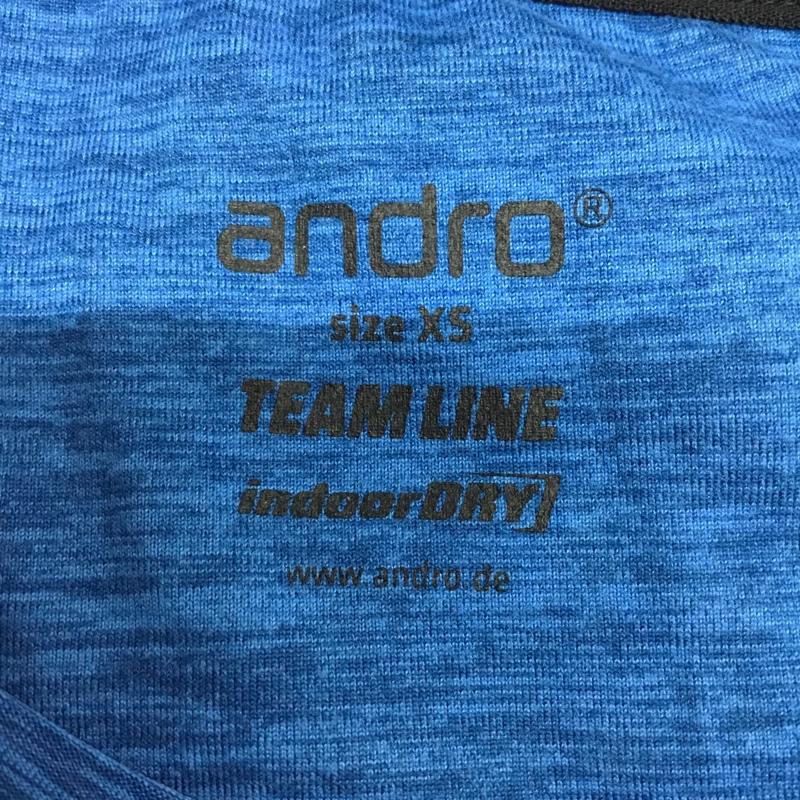 andro®
size XS
TEAM LINE
indoorDRY
www.andro.de